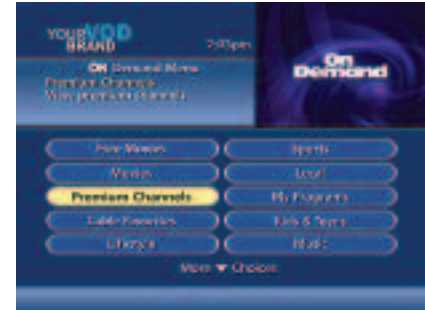 YOUR VOD
BRAND
7:03pm
ON Demand Menu
Premium Channels
View premium channels
On
Demand
Free Movies
Sports
Movies
Local
Premium Channels
My Programs
Cable Favorites
Kids & Teens
Lifestyle
Music
More ▼ Choices